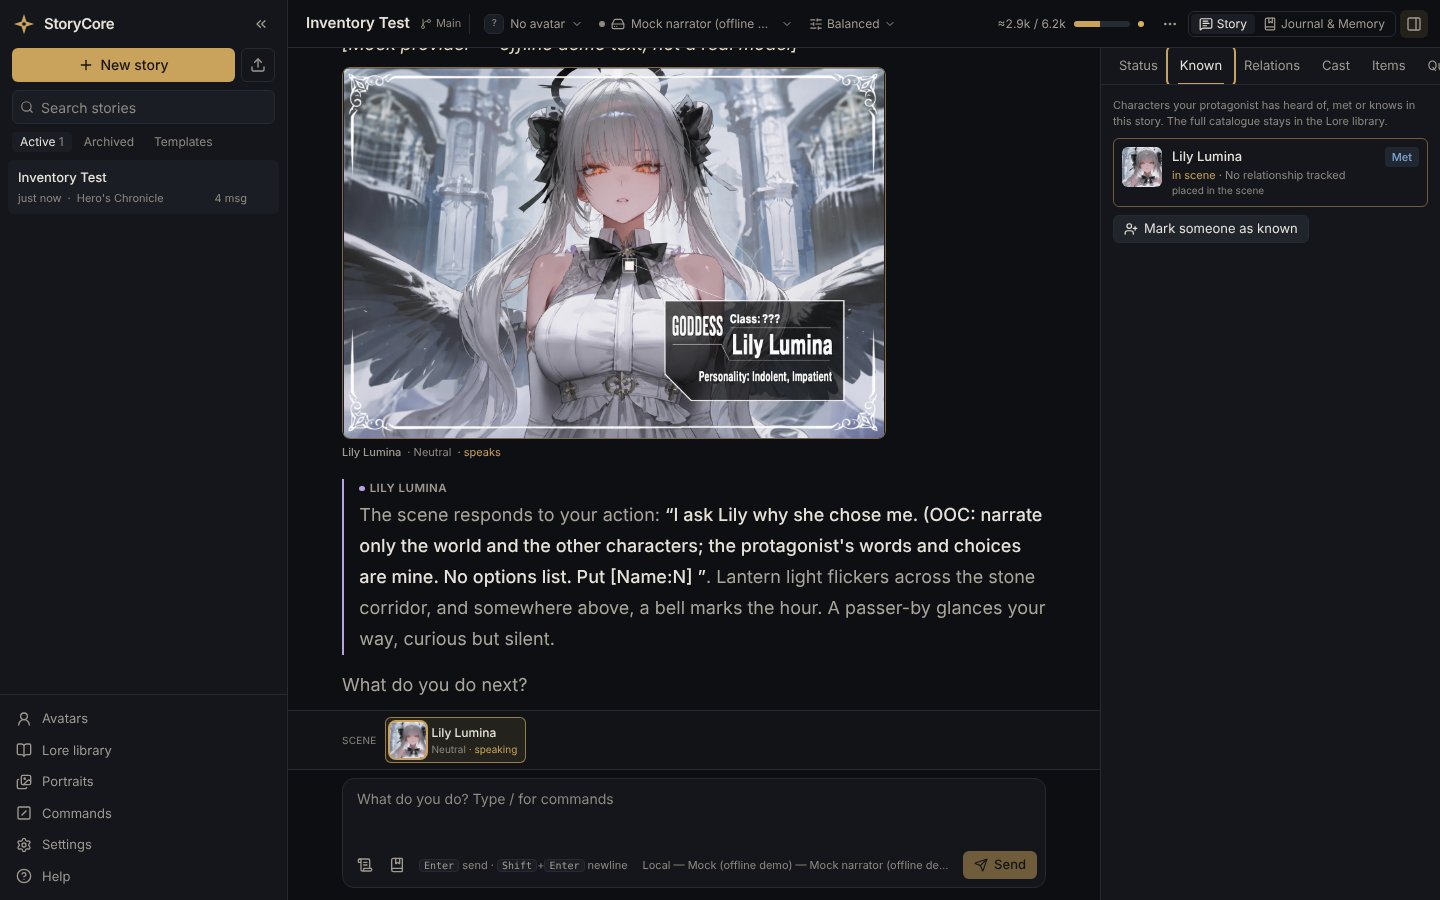 StoryCore
New story
Search stories
Active 1
Archived
Templates
Inventory Test
just now · Hero's Chronicle
4 msg
Avatars
Lore library
Portraits
Commands
Settings
Help
Inventory Test
Main
? No avatar
Mock narrator (offline ...
Balanced
≈2.9k / 6.2k
Story
Journal & Memory
GODDESS
Class: ???
Lily Lumina
Personality: Indolent, Impatient
Lily Lumina · Neutral · speaks
LILY LUMINA
The scene responds to your action: “I ask Lily why she chose me. (OOC: narrate
only the world and the other characters; the protagonist's words and choices
are mine. No options list. Put [Name:N] ”. Lantern light flickers across the stone
corridor, and somewhere above, a bell marks the hour. A passer-by glances your
way, curious but silent.
What do you do next?
SCENE
Lily Lumina
Neutral · speaking
What do you do? Type / for commands
Enter send · Shift+Enter newline
Local — Mock (offline demo) — Mock narrator (offline de...
Send
Status
Known
Relations
Cast
Items
Characters your protagonist has heard of, met or knows in
this story. The full catalogue stays in the Lore library.
Lily Lumina
Met
in scene · No relationship tracked
placed in the scene
Mark someone as known